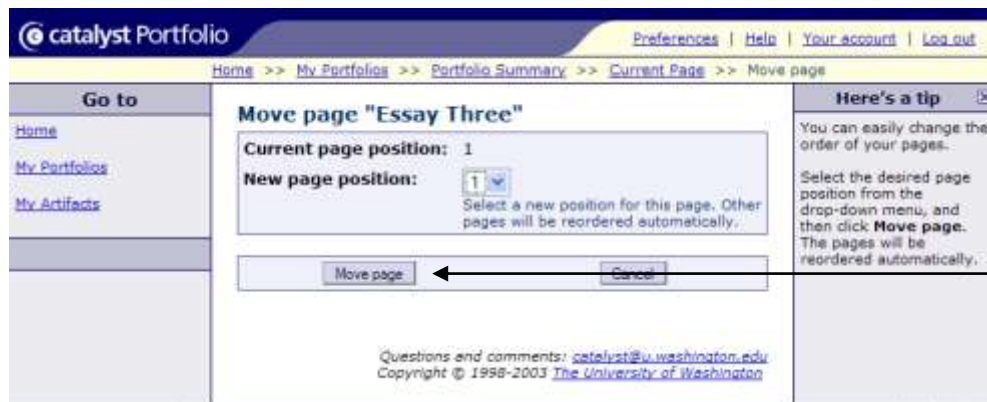 catalyst Portfolio
Preferences | Help | Your account | Log out
Home >> My Portfolios >> Portfolio Summary >> Current Page >> Move page
Go to
Home
My Portfolios
My Artifacts
Move page "Essay Three"
Current page position: 1
New page position: 1
Select a new position for this page. Other
pages will be reordered automatically.
Move page
Cancel
Questions and comments: catalyst@u.washington.edu
Copyright © 1998-2003 The University of Washington
Here's a tip
You can easily change the
order of your pages.
Select the desired page
position from the
drop-down menu, and
then click Move page.
The pages will be
reordered automatically.